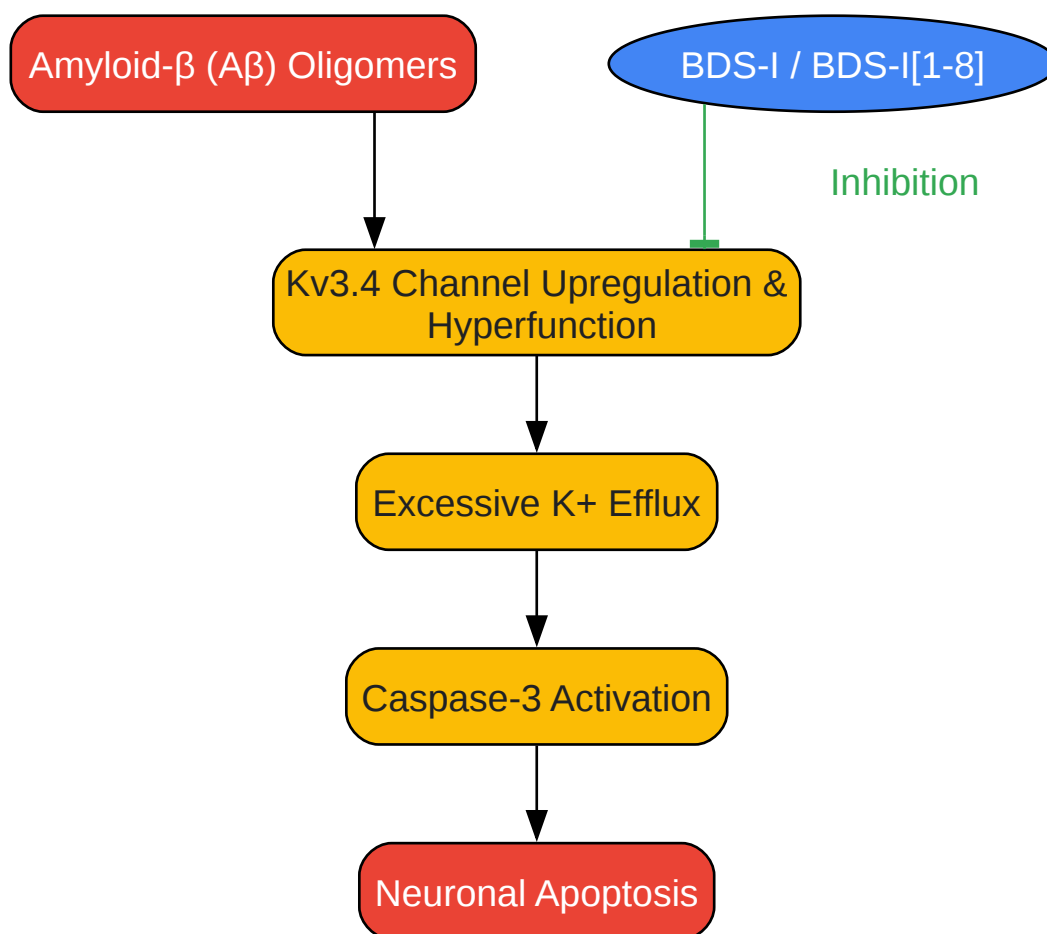 Amyloid-β (Aβ) Oligomers
BDS-I / BDS-I[1-8]
Inhibition
Kv3.4 Channel Upregulation &
Hyperfunction
Excessive K+ Efflux
Caspase-3 Activation
Neuronal Apoptosis